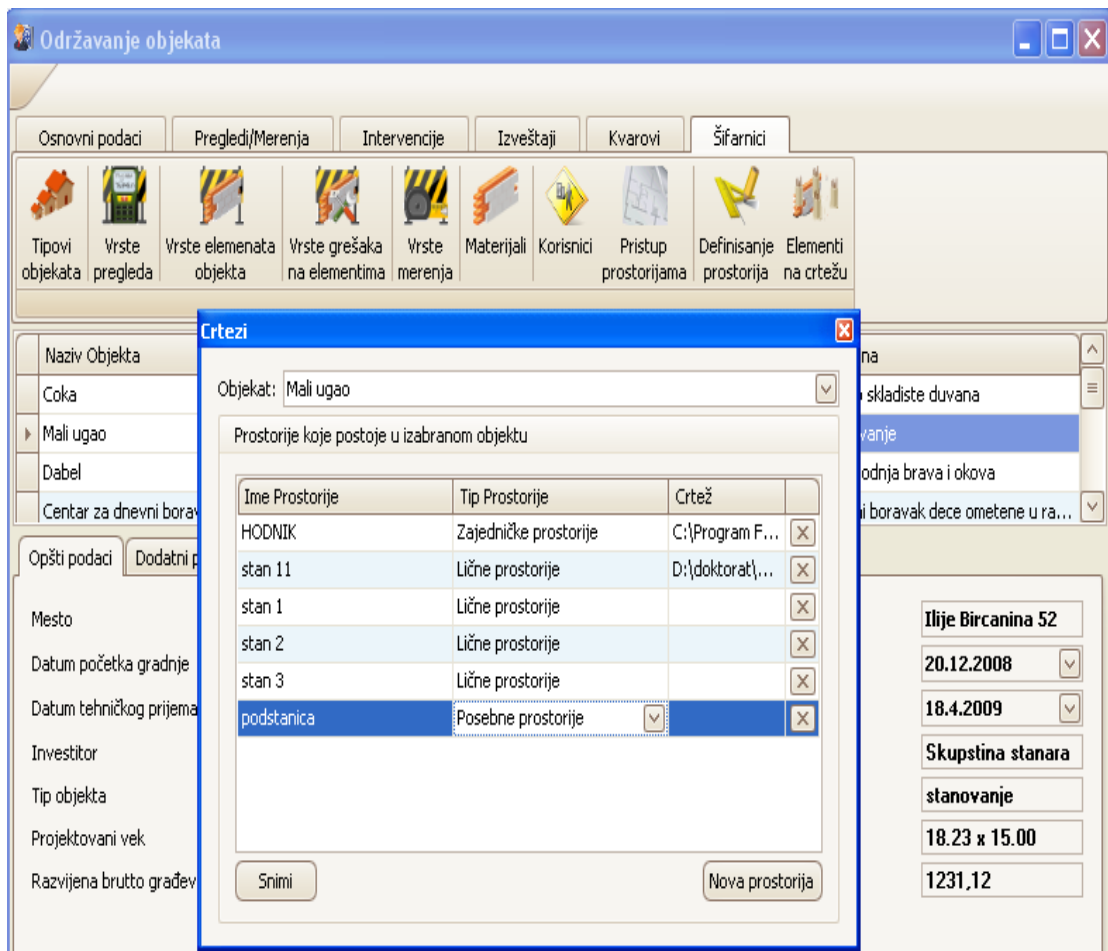 Održavanje objekata
Osnovni podaci Pregledi/Merenja Intervencije Izveštaji Kvarovi Šifarnici
Tipovi objekata
Vrste pregleda
Vrste elemenata objekta
Vrste grešaka na elementima
Vrste merenja
Materijali
Korisnici
Pristup prostorijama
Definisanje prostorija
Elementi na crtežu
Naziv Objekta
Coka
Mali ugao
Dabel
Centar za dnevni borav
na
skladiste duvana
vanje
odnja brava i okova
i boravak dece ometene u ra...
Crtezi
Objekat: Mali ugao
Prostorije koje postoje u izabranom objektu
Ime Prostorije Tip Prostorije Crtež
HODNIK Zajedničke prostorije C:\Program F... X
stan 11 Lične prostorije D:\doktorat\... X
stan 1 Lične prostorije X
stan 2 Lične prostorije X
stan 3 Lične prostorije X
podstanica Posebne prostorije X
Snimi Nova prostorija
Opšti podaci Dodatni p
Mesto Ilije Bircanina 52
Datum početka gradnje 20.12.2008
Datum tehničkog prijema 18.4.2009
Investitor Skupstina stanara
Tip objekta stanovanje
Projektovani vek 18.23 x 15.00
Razvijena brutto građev 1231,12